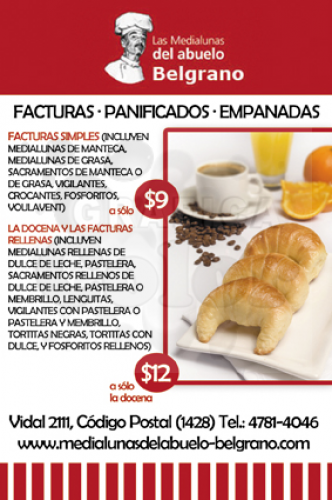 Las Medialunas
del abuelo
Belgrano
FACTURAS · PANIFICADOS · EMPANADAS
FACTURAS SIMPLES (INCLUYEN
MEDIALUNAS DE MANTECA,
MEDIALUNAS DE GRASA,
SACRAMENTOS DE MANTECA O
DE GRASA, VIGILANTES,
CROCANTES, FOSFORITOS,
VOULAVENT)
a sólo $9
LA DOCENA Y LAS FACTURAS
RELLENAS (INCLUYEN
MEDIALUNAS RELLENAS DE
DULCE DE LECHE, PASTELERA,
SACRAMENTOS RELLENOS DE
DULCE DE LECHE, PASTELERA O
MEMBRILLO, LENGUITAS,
VIGILANTES CON PASTELERA O
PASTELERA Y MEMBRILLO,
TORTITAS NEGRAS, TORTITAS CON
DULCE, Y FOSFORITOS RELLENOS)
a sólo $12
la docena
Vidal 2111, Código Postal (1428) Tel.: 4781-4046
www.medialunasdelabuelo-belgrano.com